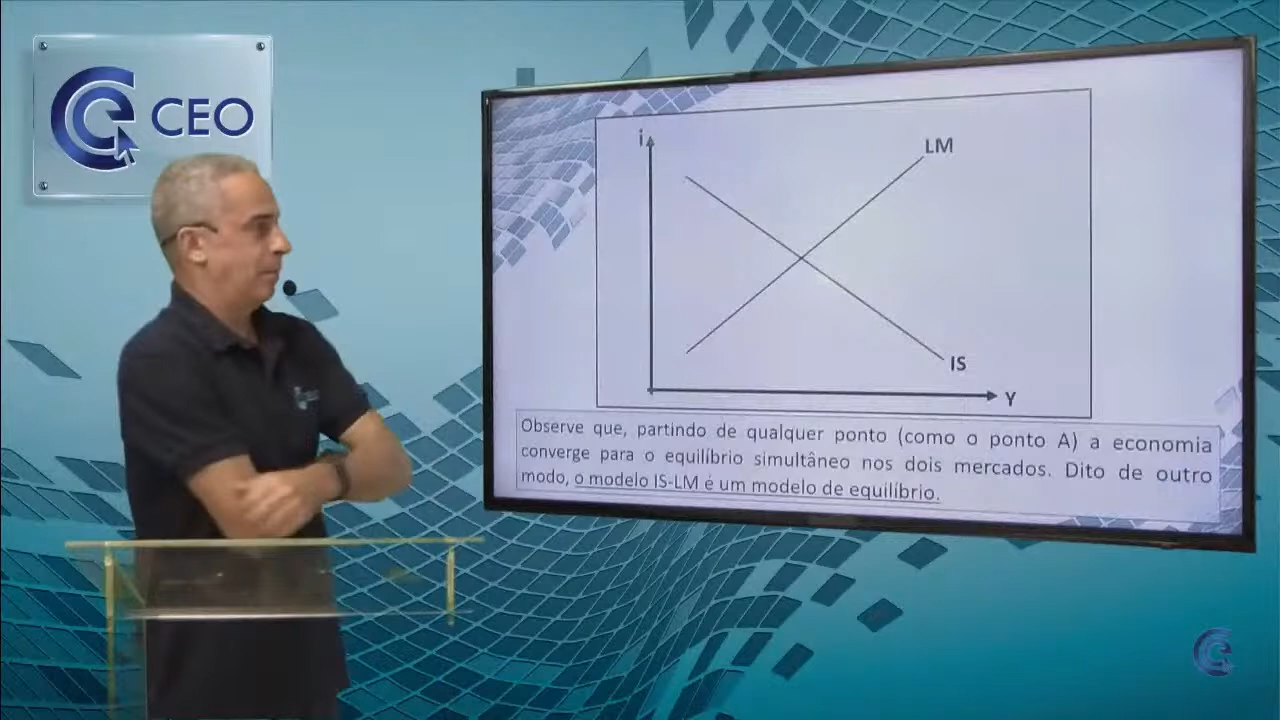 CEO
i
LM
IS
Y
Observe que, partindo de qualquer ponto (como o ponto A) a economia
converge para o equilíbrio simultâneo nos dois mercados. Dito de outro
modo, o modelo IS-LM é um modelo de equilíbrio.